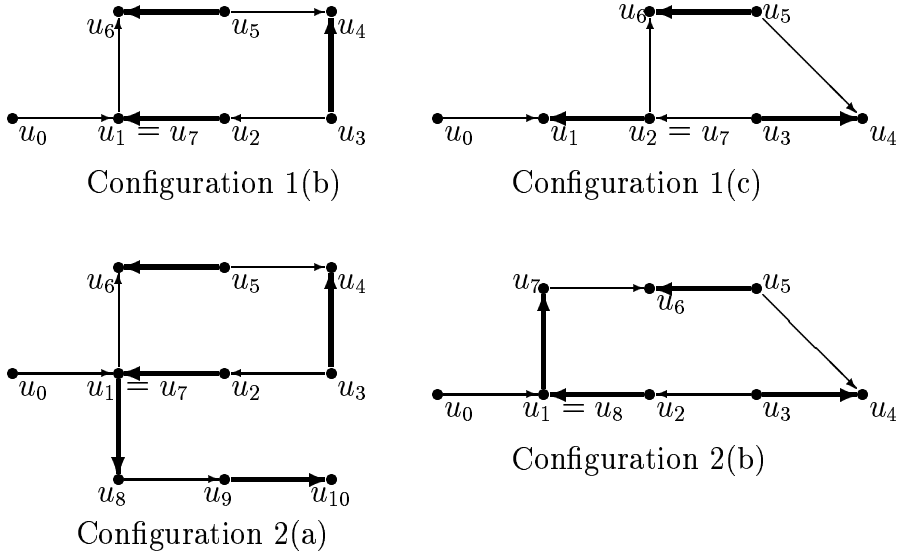 u₆ u₅ u₄
u₀ u₁ = u₇ u₂ u₃
Configuration 1(b)
u₆ u₅
u₀ u₁ u₂ = u₇ u₃ u₄
Configuration 1(c)
u₆ u₅ u₄
u₀ u₁ = u₇ u₂ u₃
u₈ u₉ u₁₀
Configuration 2(a)
u₇ u₆ u₅
u₀ u₁ = u₈ u₂ u₃ u₄
Configuration 2(b)